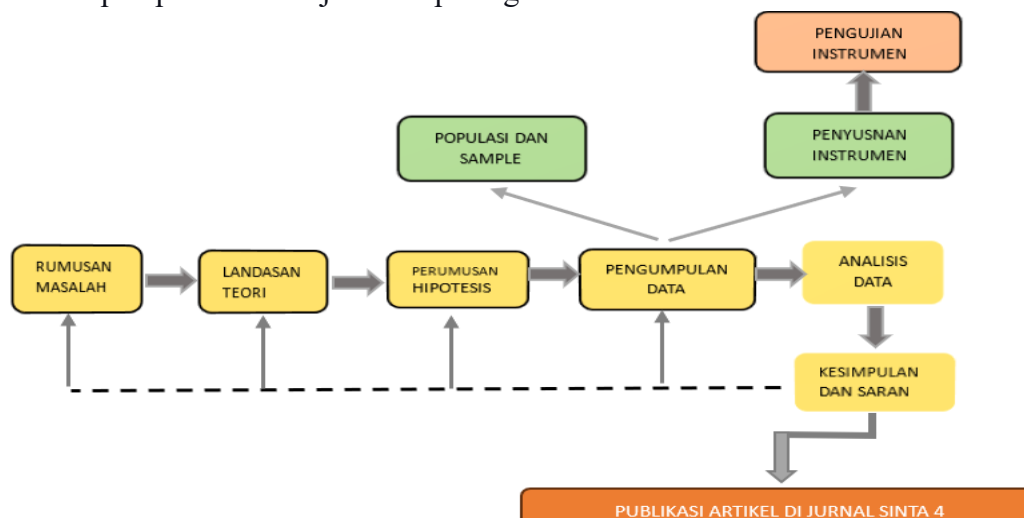 PENGUJIAN
INSTRUMEN
POPULASI DAN
SAMPLE
PENYUSNAN
INSTRUMEN
RUMUSAN
MASALAH
LANDASAN
TEORI
PERUMUSAN
HIPOTESIS
PENGUMPULAN
DATA
ANALISIS
DATA
KESIMPULAN
DAN SARAN
PUBLIKASI ARTIKEL DI JURNAL SINTA 4